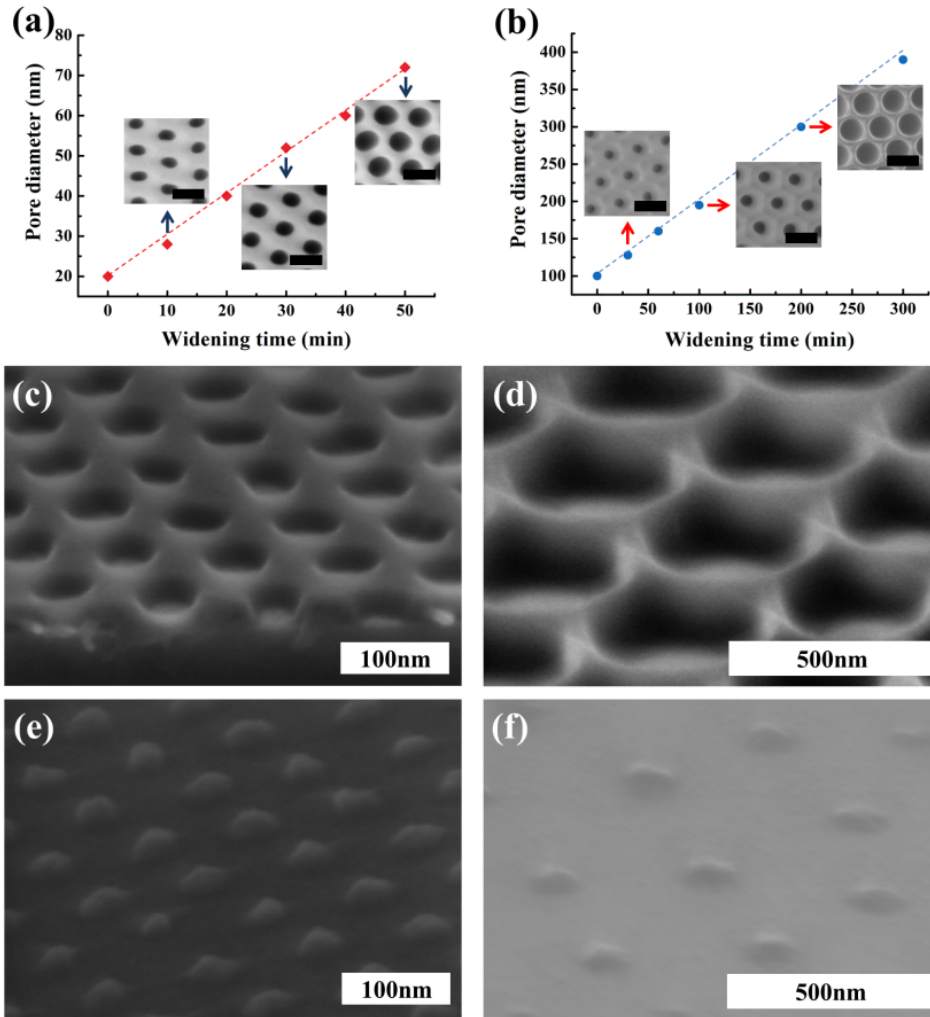 (a)
Pore diameter (nm)
80
70
60
50
40
30
20
0 10 20 30 40 50
Widening time (min)
(b)
Pore diameter (nm)
400
350
300
250
200
150
100
0 50 100 150 200 250 300
Widening time (min)
(c)
100nm
(d)
500nm
(e)
100nm
(f)
500nm